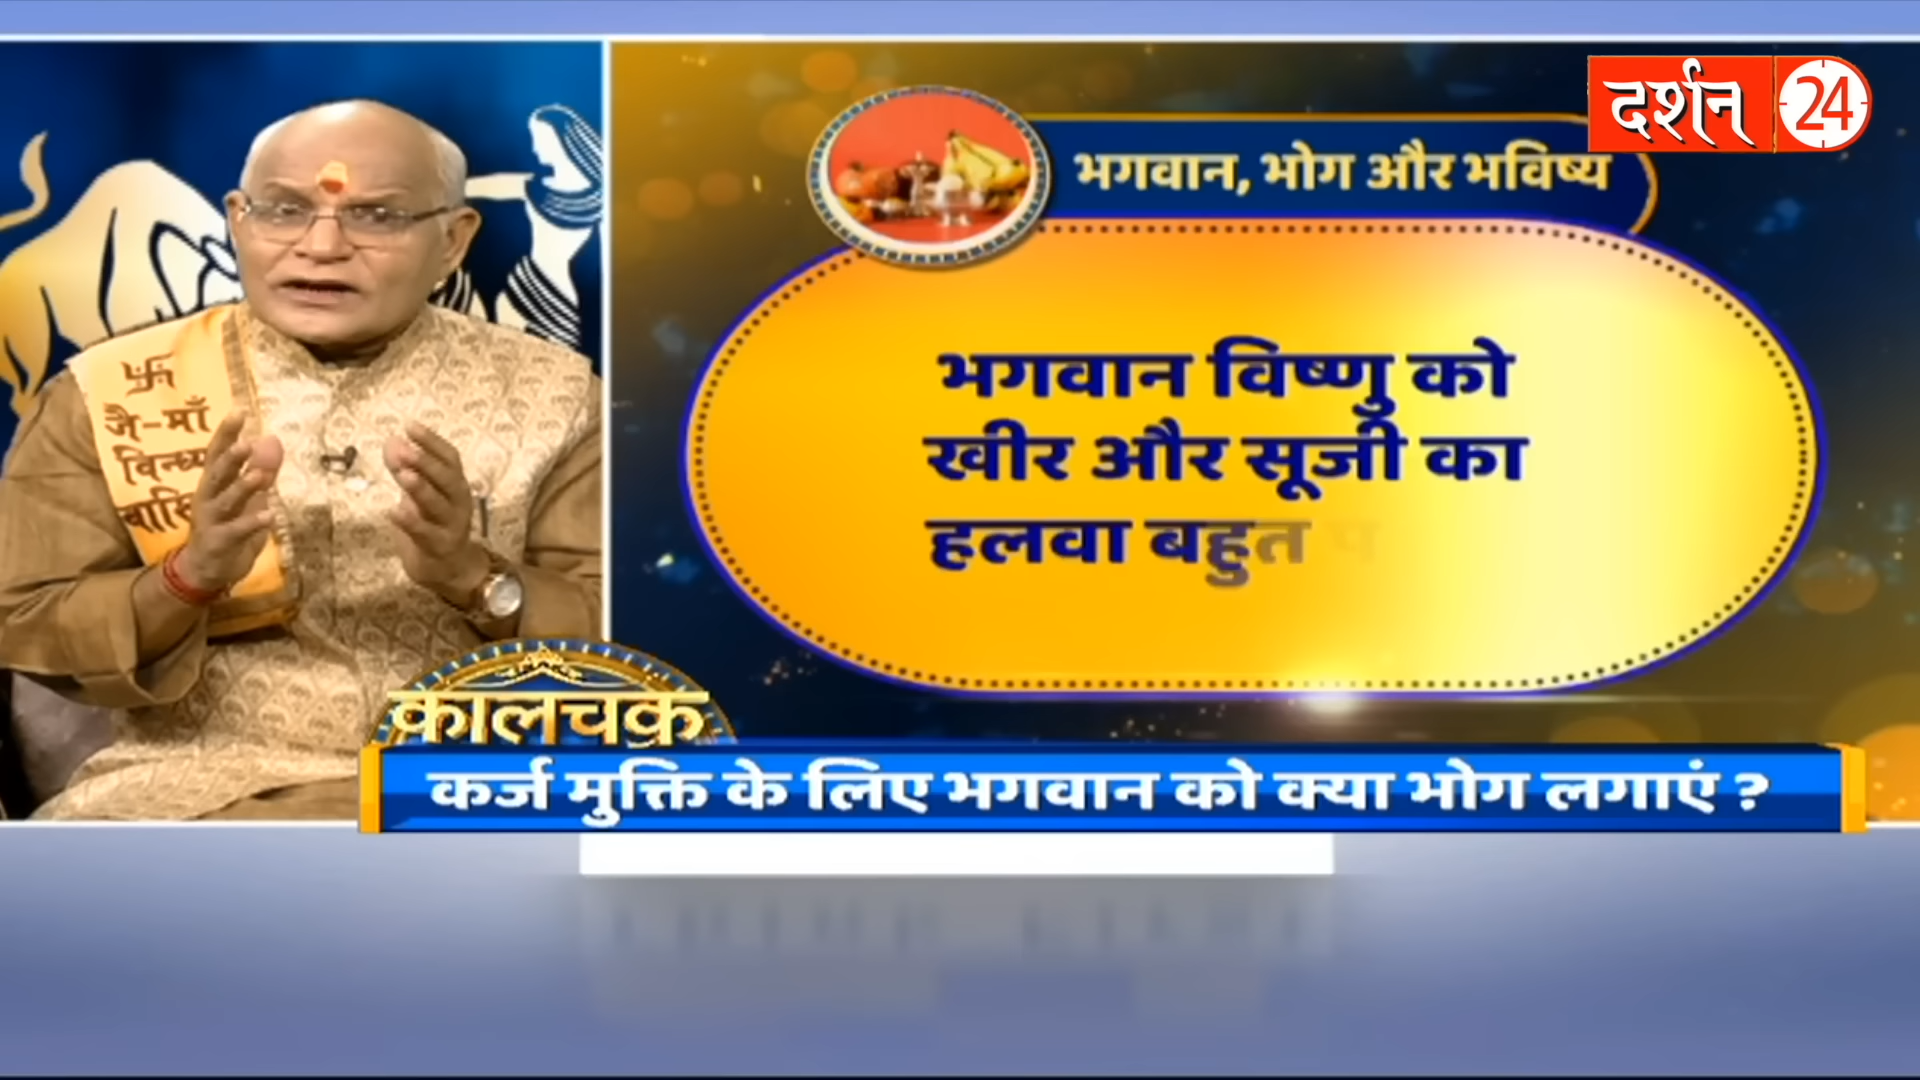 दर्शन 24
भगवान, भोग और भविष्य
भगवान विष्णु को
खीर और सूजी का
हलवा बहुत
जै-माँ
विन्ध्य
कालचक्र
कर्ज मुक्ति के लिए भगवान को क्या भोग लगाएं ?